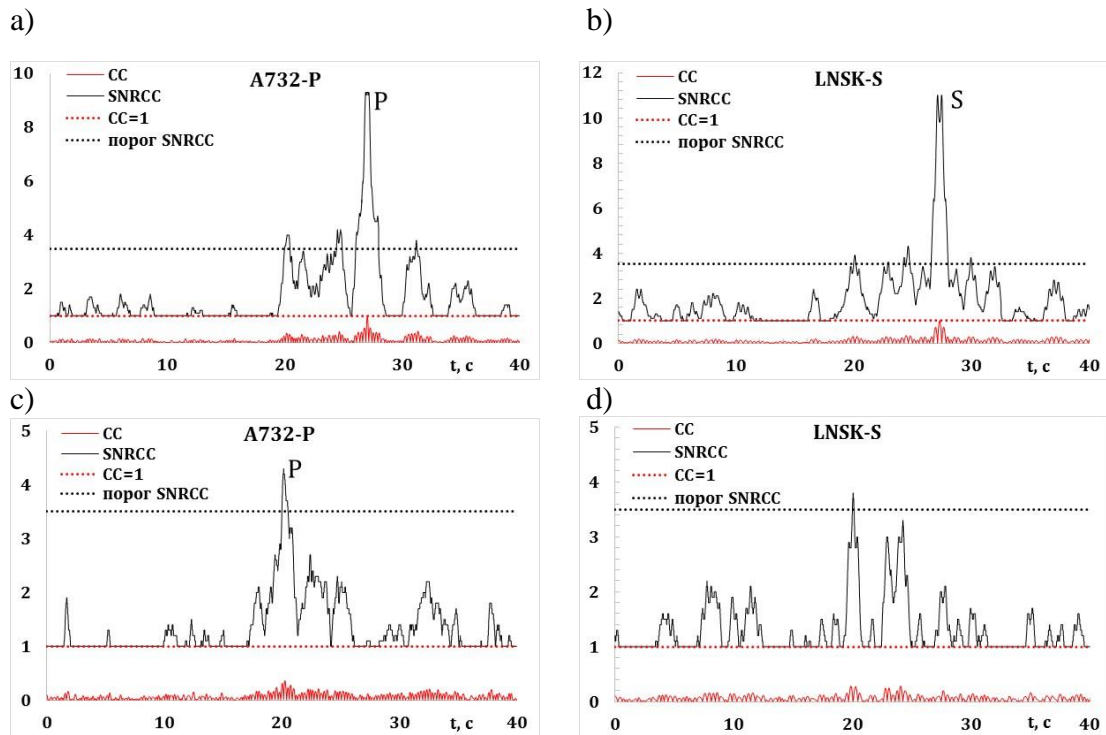 a)
A732-P
CC
SNRCC
CC=1
порог SNRCC
P
10
8
6
4
2
0
0 10 20 30 40
t, c
b)
LNSK-S
CC
SNRCC
CC=1
порог SNRCC
S
12
10
8
6
4
2
0
0 10 20 30 40
t, c
c)
A732-P
CC
SNRCC
CC=1
порог SNRCC
P
5
4
3
2
1
0
0 10 20 30 40
t, c
d)
LNSK-S
CC
SNRCC
CC=1
порог SNRCC
5
4
3
2
1
0
0 10 20 30 40
t, c